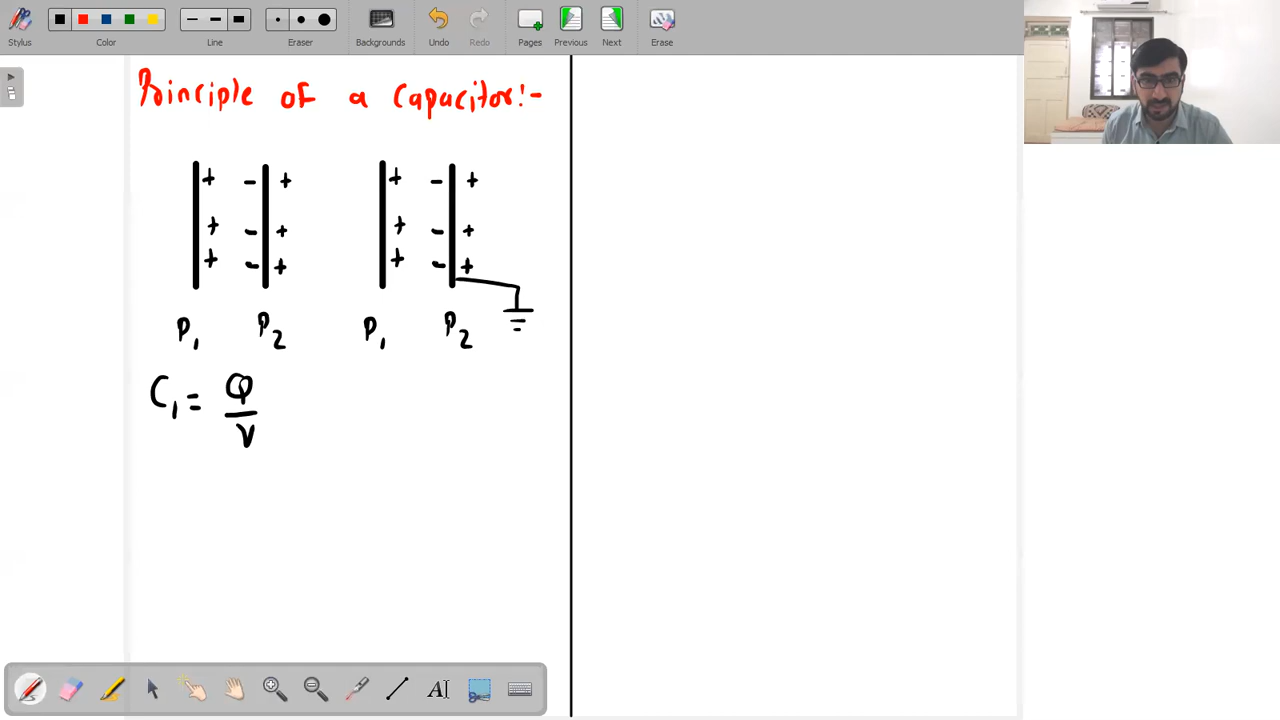 Stylus
Color
Line
Eraser
Backgrounds
Undo
Redo
Pages
Previous
Next
Erase
Principle of a capacitor:-
+ - + + - +
+ - + + - +
+ - + + - +
P1 P2 P1 P2
C1 = Q/V
AI